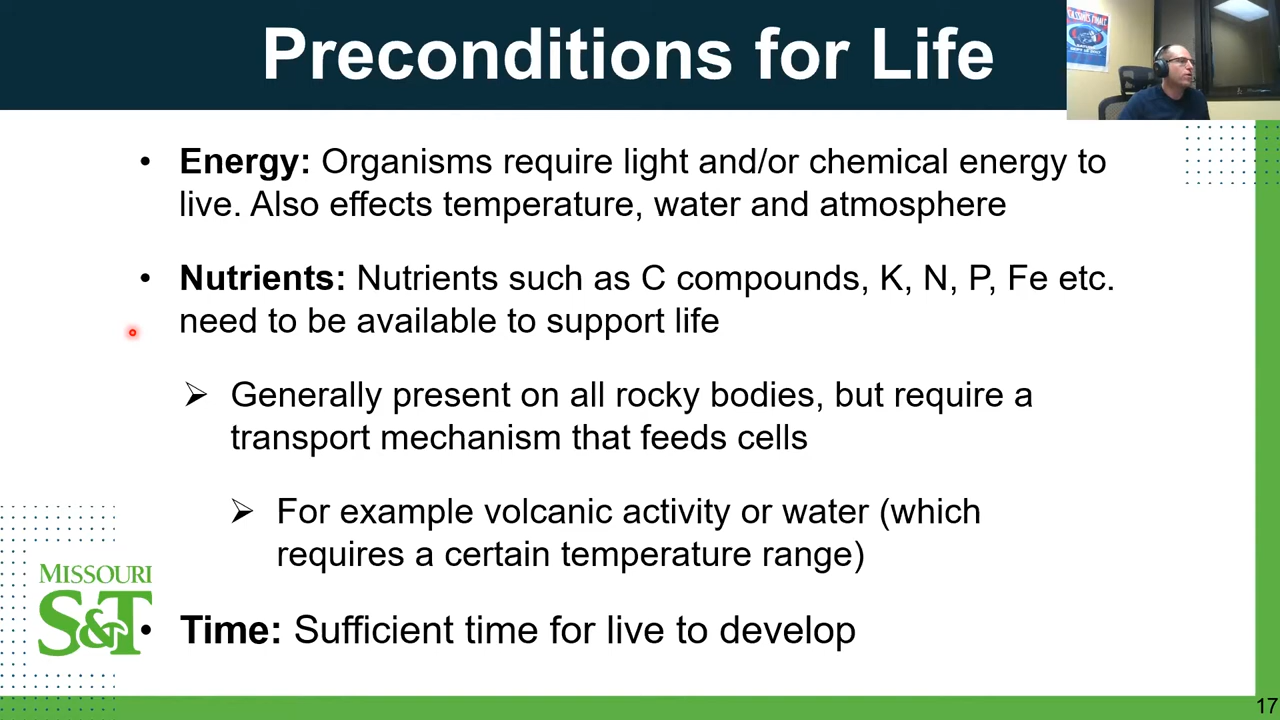 Preconditions for Life
• Energy: Organisms require light and/or chemical energy to
live. Also effects temperature, water and atmosphere
• Nutrients: Nutrients such as C compounds, K, N, P, Fe etc.
need to be available to support life
➢ Generally present on all rocky bodies, but require a
transport mechanism that feeds cells
➢ For example volcanic activity or water (which
requires a certain temperature range)
MISSOURI
S&T
• Time: Sufficient time for live to develop
17